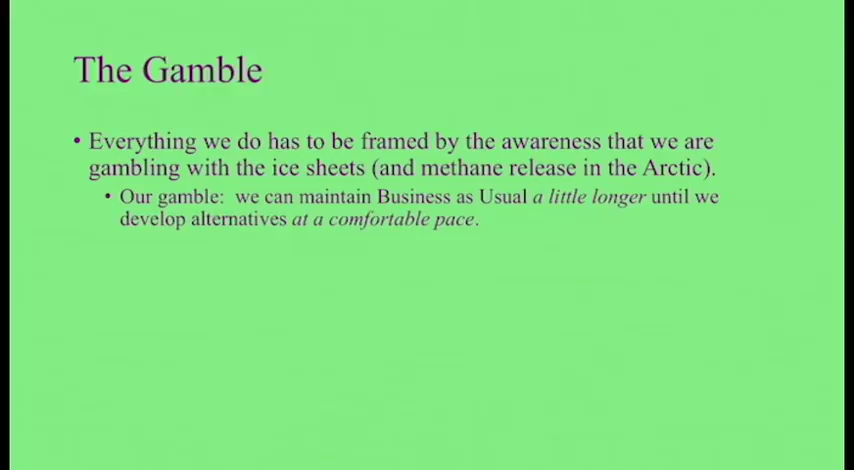 The Gamble
• Everything we do has to be framed by the awareness that we are
gambling with the ice sheets (and methane release in the Arctic).
• Our gamble:  we can maintain Business as Usual a little longer until we
develop alternatives at a comfortable pace.